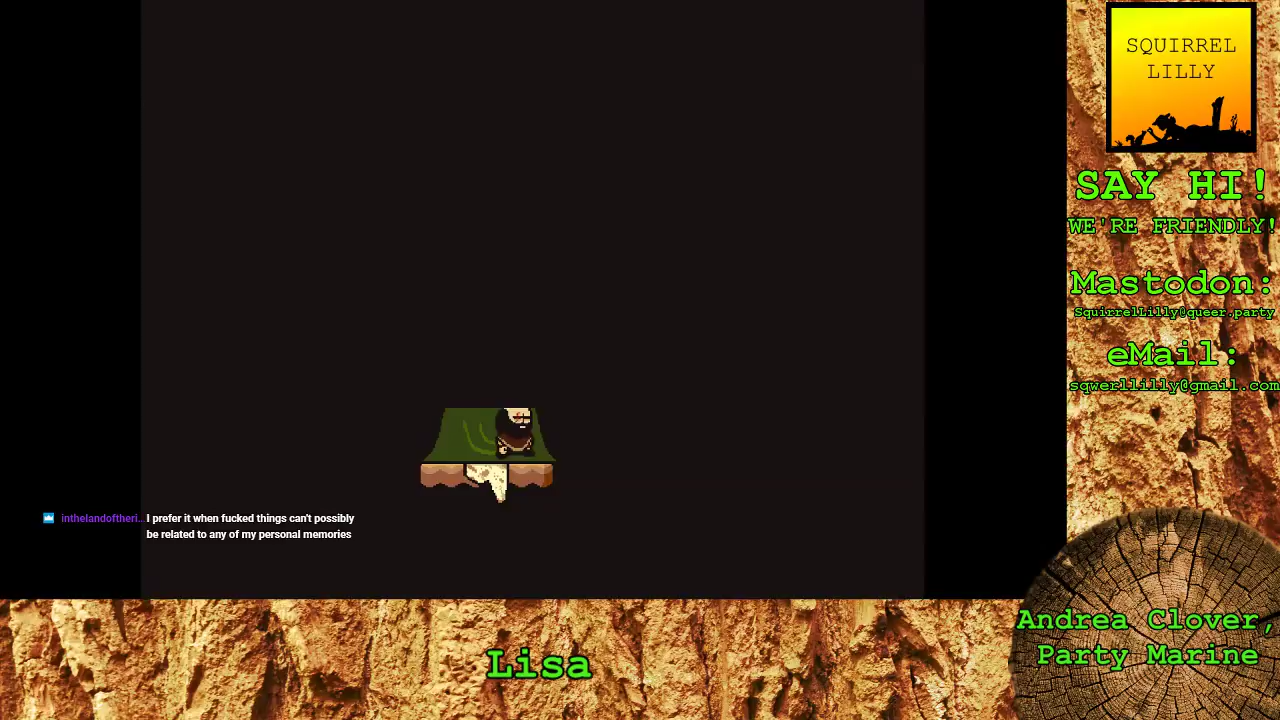 SQUIRREL
LILLY
SAY HI!
WE'RE FRIENDLY!
Mastodon:
SquirrelLilly@queer.party
eMail:
sqwerllilly@gmail.com
inthelandoftheri... I prefer it when fucked things can't possibly
be related to any of my personal memories
Andrea Clover,
Party Marine
Lisa